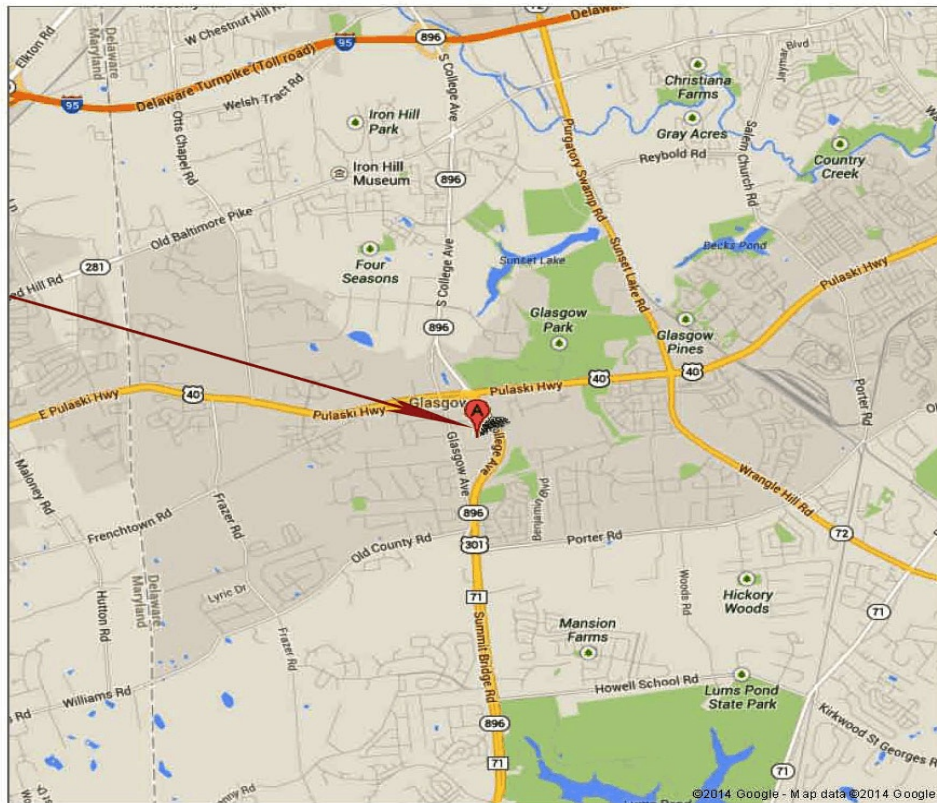 W Chestnut Hill Rd
Elkton Rd
Delaware
Maryland
95
896
Delaware
72
Jaymar Blvd
Delaware Turnpike (Toll road)
S College Ave
Christiana
Farms
95
Welsh Tract Rd
Otts Chapel Rd
Iron Hill
Park
Purgatory Swamp Rd
Gray Acres
Salem Church Rd
Country
Creek
Reybold Rd
Iron Hill
Museum
896
Ln
Old Baltimore Pike
281
Four
Seasons
S College Ave
Sunset Lake
Sunset Lake Rd
Becks Pond
Pulaski Hwy
896
Glasgow
Park
Glasgow
Pines
40
E Pulaski Hwy
40
Pulaski Hwy
Glasgow
Pulaski Hwy
40
40
Porter Rd
A
Glasgow Ave
College Ave
Maloney Rd
Frenchtown Rd
Frazer Rd
896
Benjamin Blvd
Wrangle Hill Rd
72
Old County Rd
301
Porter Rd
Delaware
Maryland
Lyric Dr
Hutton Rd
71
Woods Rd
Hickory
Woods
71
Frazer Rd
Summit Bridge Rd
Mansion
Farms
Williams Rd
Howell School Rd
Lums Pond
State Park
896
Kirkwood St Georges R
71
71
©2014 Google - Map data ©2014 Google